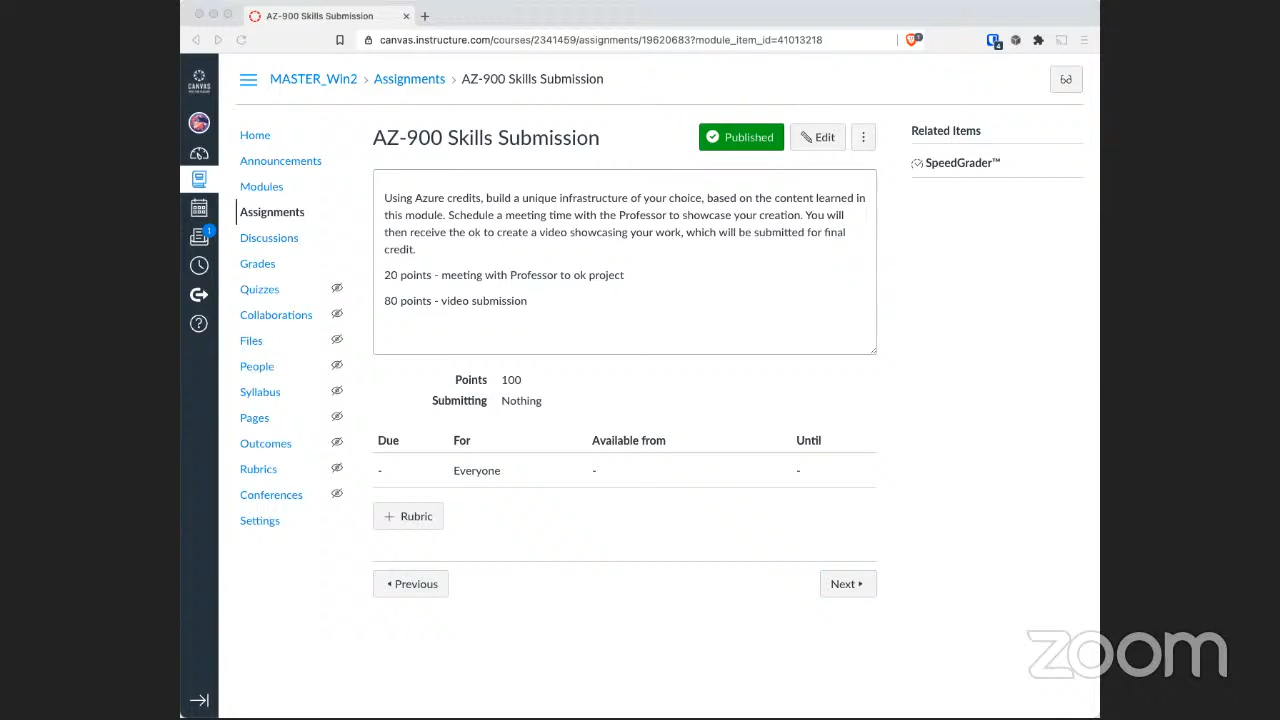 AZ-900 Skills Submission
canvas.instructure.com/courses/2341459/assignments/19620683?module_item_id=41013218
1
4
CANVAS
MASTER_Win2 › Assignments › AZ-900 Skills Submission
1
Home
Announcements
Modules
Assignments
Discussions
Grades
Quizzes
Collaborations
Files
People
Syllabus
Pages
Outcomes
Rubrics
Conferences
Settings
AZ-900 Skills Submission
Published
Edit
Using Azure credits, build a unique infrastructure of your choice, based on the content learned in
this module. Schedule a meeting time with the Professor to showcase your creation. You will
then receive the ok to create a video showcasing your work, which will be submitted for final
credit.
20 points - meeting with Professor to ok project
80 points - video submission
Points 100
Submitting Nothing
Due For Available from Until
- Everyone - -
+ Rubric
Previous
Next
Related Items
SpeedGrader™
zoom